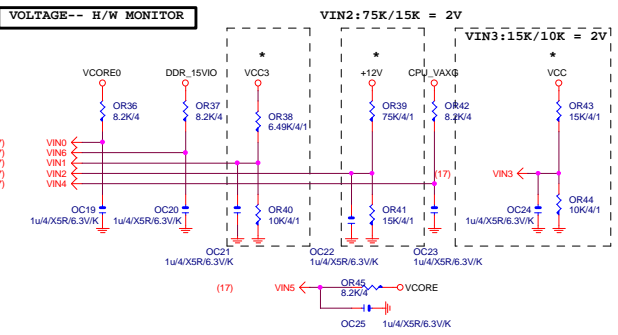 VOLTAGE-- H/W MONITOR
VIN2:75K/15K = 2V
VIN3:15K/10K = 2V
* * *
VCORE0 DDR_15VIO VCC3 +12V CPU_VAXG VCC
OR36 OR37 OR38 OR39 OR42 OR43
8.2K/4 8.2K/4 6.49K/4/1 75K/4/1 8.2K/4 15K/4/1
VIN0
VIN6
VIN1
VIN2
VIN4
(17) VIN3
OC19 OC20 OR40 OR41 OC24 OR44
1u/4/X5R/6.3V/K 1u/4/X5R/6.3V/K 10K/4/1 15K/4/1 1u/4/X5R/6.3V/K 10K/4/1
OC21 OC22 OC23
1u/4/X5R/6.3V/K 1u/4/X5R/6.3V/K 1u/4/X5R/6.3V/K
(17) VIN5 OR45 VCORE
8.2K/4
OC25 1u/4/X5R/6.3V/K